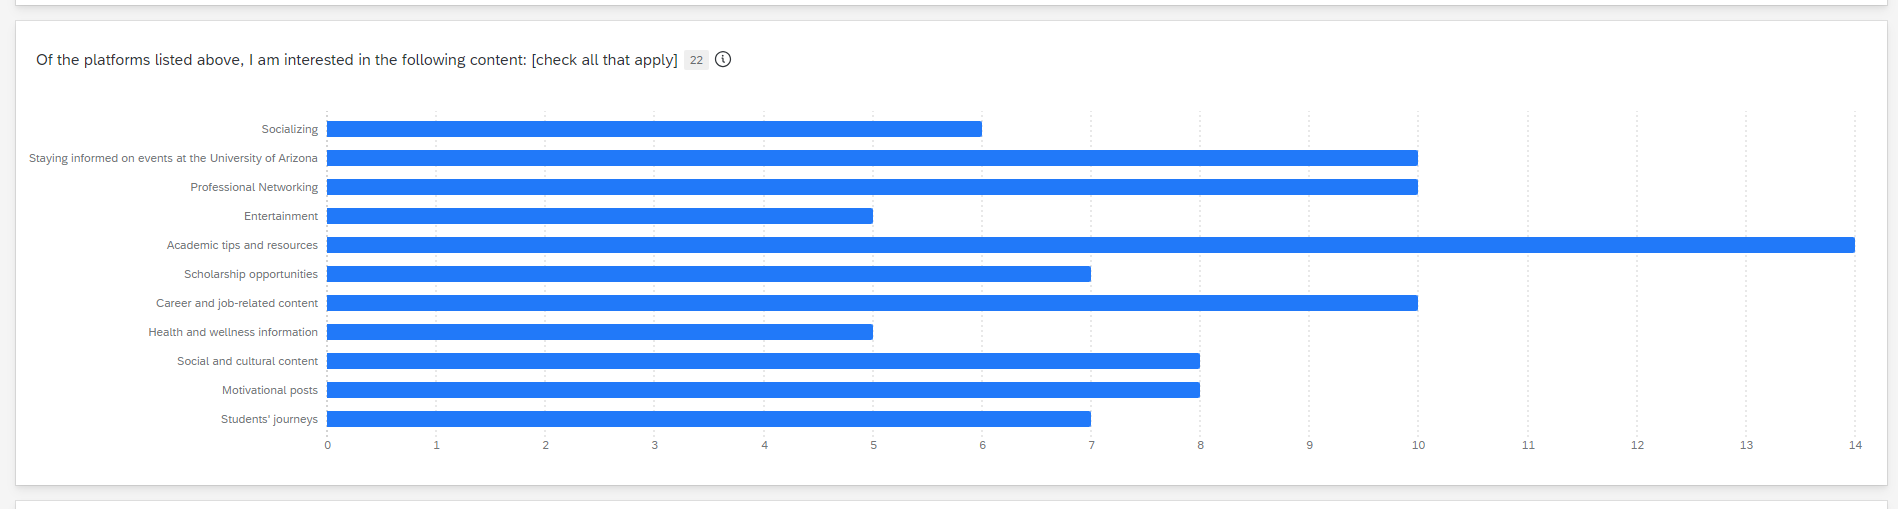 Of the platforms listed above, I am interested in the following content: [check all that apply] 22
Socializing
Staying informed on events at the University of Arizona
Professional Networking
Entertainment
Academic tips and resources
Scholarship opportunities
Career and job-related content
Health and wellness information
Social and cultural content
Motivational posts
Students' journeys
0 1 2 3 4 5 6 7 8 9 10 11 12 13 14